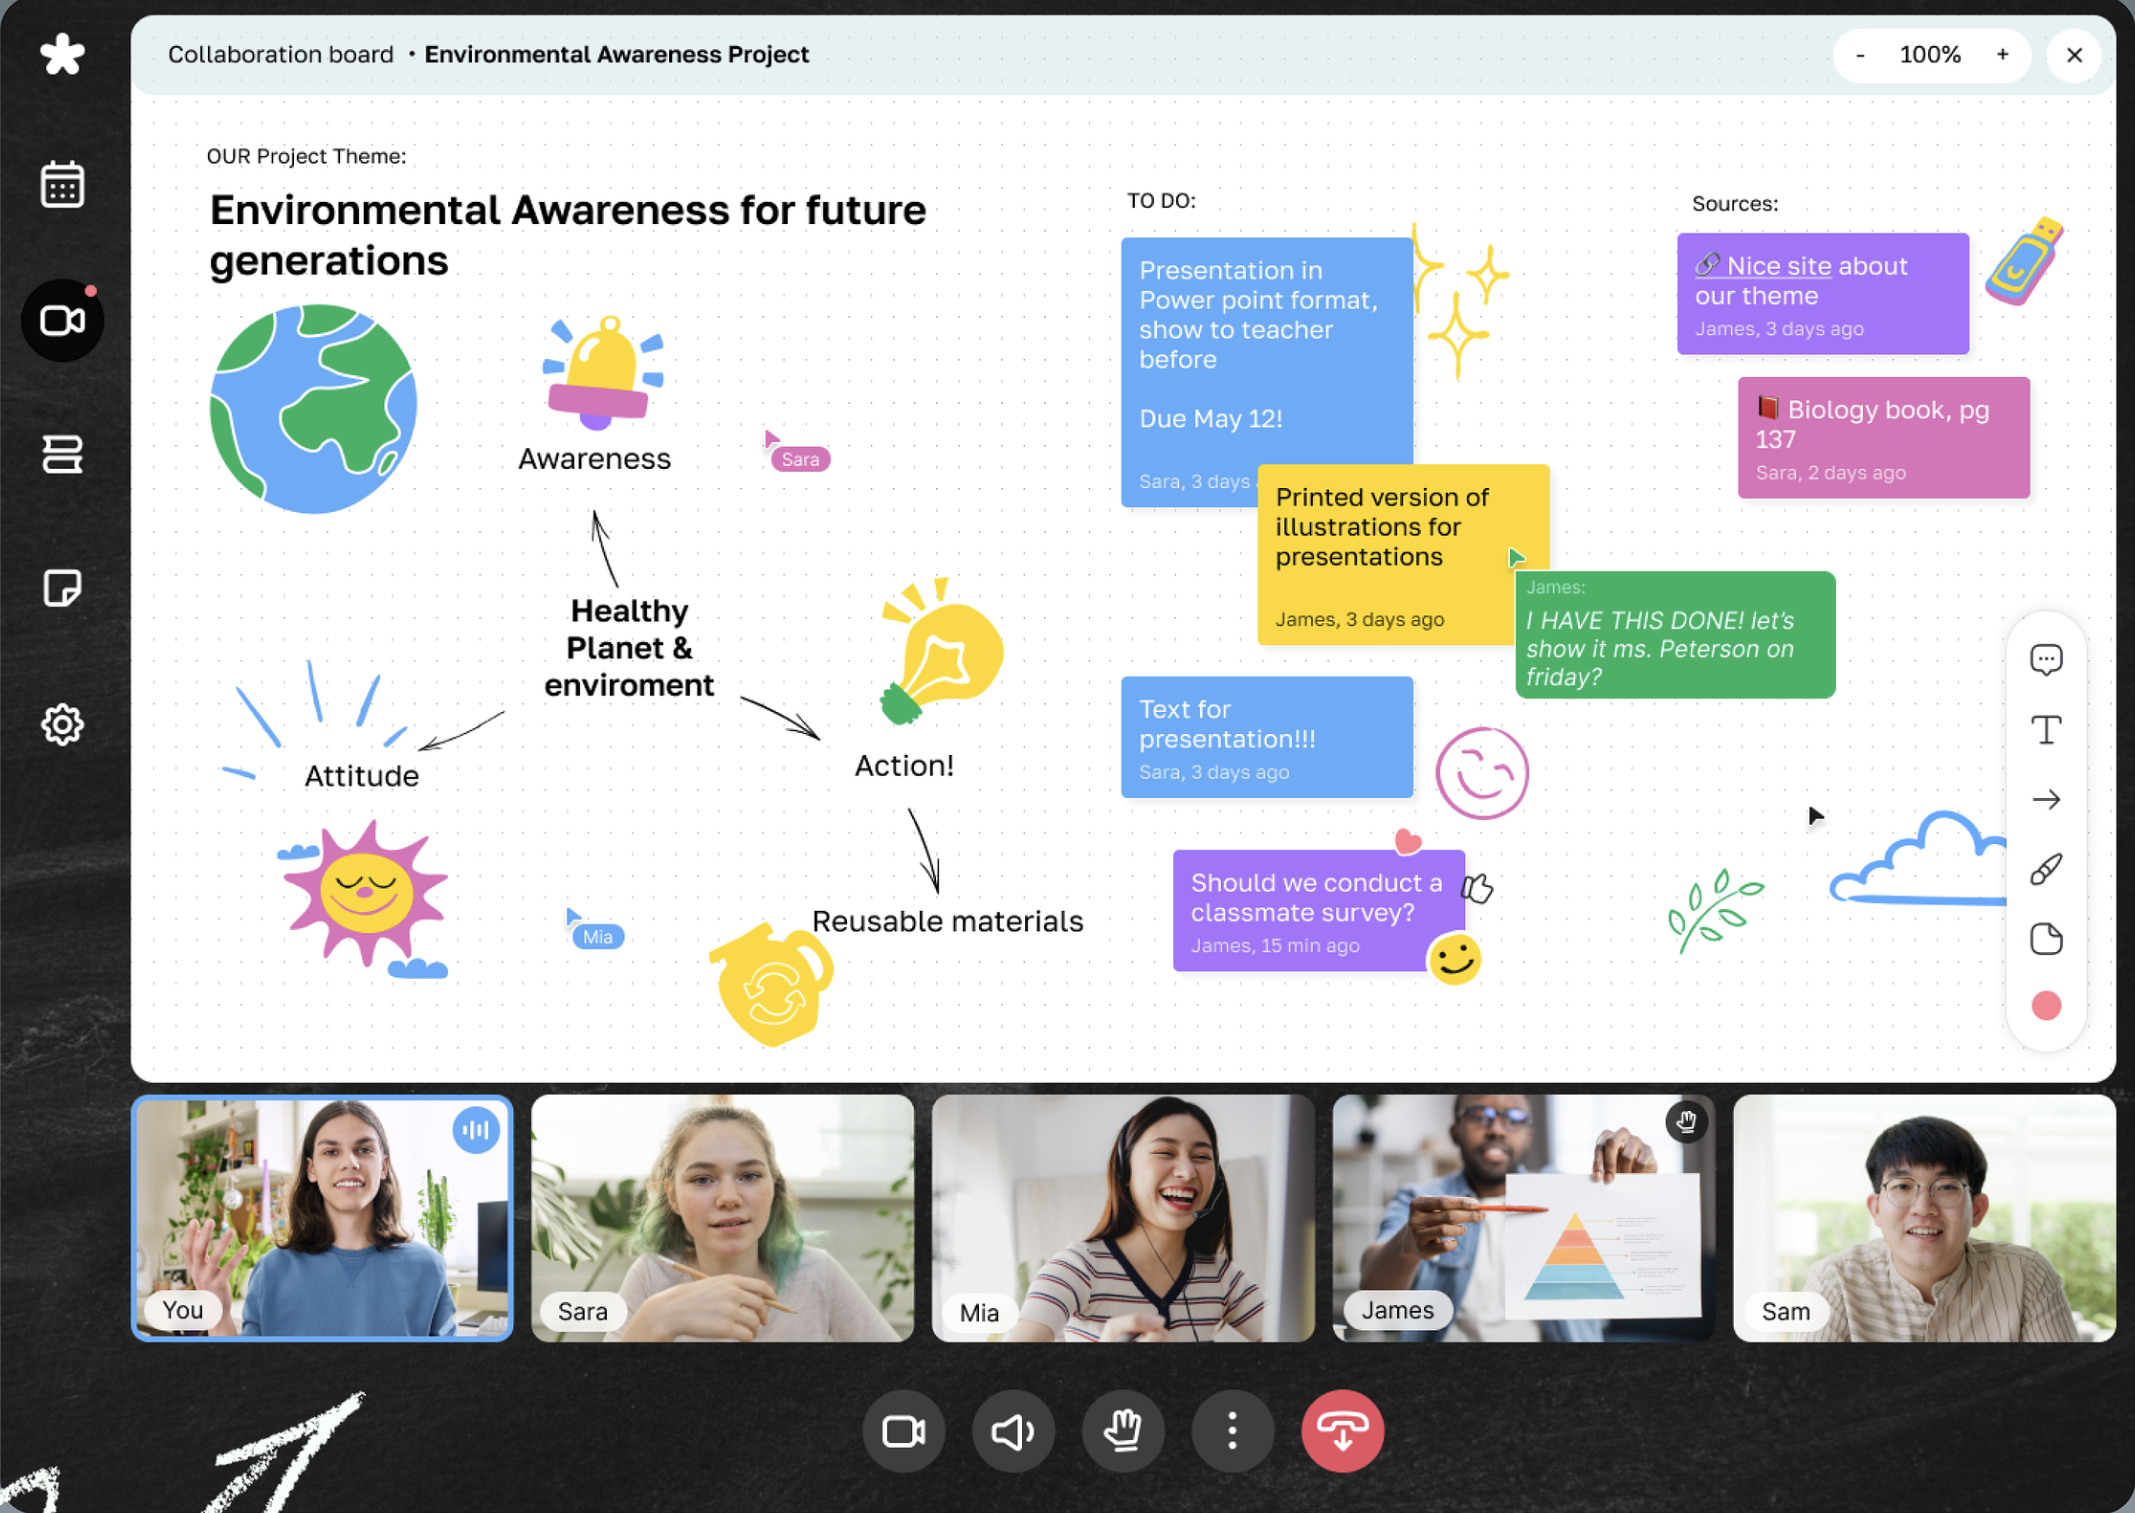 Collaboration board • Environmental Awareness Project
- 100% +
OUR Project Theme:
Environmental Awareness for future
generations
Awareness
Sara
Healthy
Planet &
enviroment
Attitude
Action!
Reusable materials
Mia
TO DO:
Presentation in
Power point format,
show to teacher
before
Due May 12!
Sara, 3 days
Printed version of
illustrations for
presentations
James, 3 days ago
James:
I HAVE THIS DONE! let's
show it ms. Peterson on
friday?
Text for
presentation!!!
Sara, 3 days ago
Should we conduct a
classmate survey?
James, 15 min ago
Sources:
Nice site about
our theme
James, 3 days ago
Biology book, pg
137
Sara, 2 days ago
T
You
Sara
Mia
James
Sam